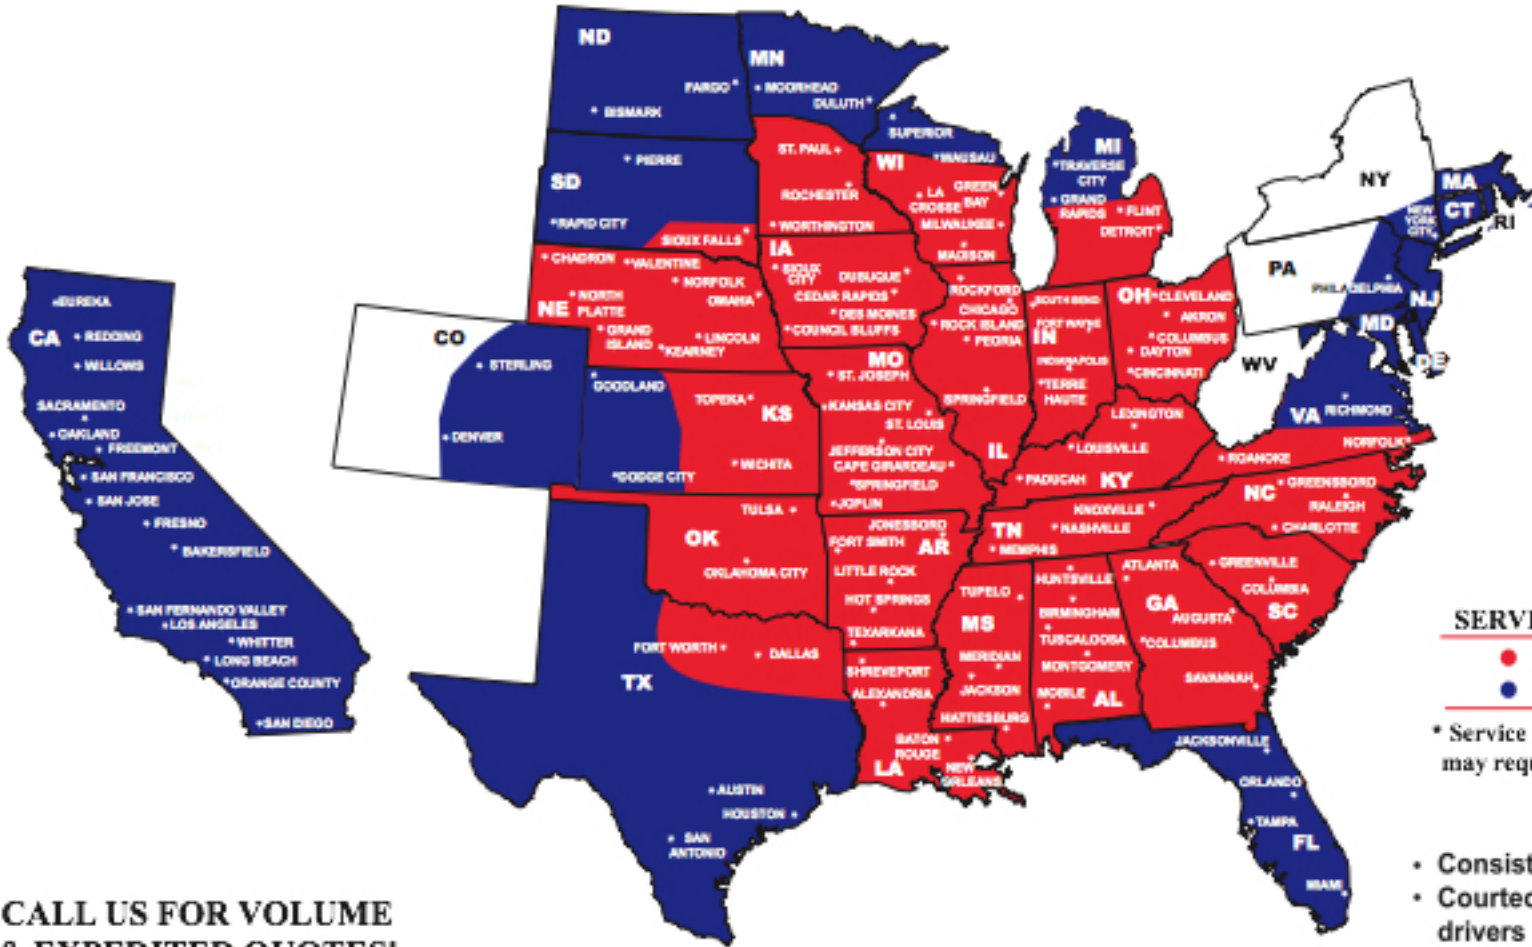 ND
FARGO
BISMARK
MN
MOORHEAD
DULUTH
SUPERIOR
WAUSAU
PIERRE
SD
RAPID CITY
SIOUX FALLS
ST. PAUL
ROCHESTER
WORTHINGTON
WI
LA
CROSSE
GREEN
BAY
MILWAUKEE
MADISON
MI
TRAVERSE
CITY
GRAND
RAPIDS
FLINT
DETROIT
NY
MA
NEW
YORK
CITY
CT
RI
PA
PHILADELPHIA
NJ
MD
DE
WV
VA
RICHMOND
NORFOLK
ROANOKE
CHADRON
VALENTINE
NORFOLK
OMAHA
NE
NORTH
PLATTE
GRAND
ISLAND
LINCOLN
KEARNEY
IA
SIOUX
CITY
DUBUQUE
CEDAR RAPIDS
DES MOINES
COUNCIL BLUFFS
ROCKFORD
CHICAGO
ROCK ISLAND
PEORIA
SPRINGFIELD
IL
SOUTH BEND
FORT WAYNE
IN
INDIANAPOLIS
TERRE
HAUTE
OH
CLEVELAND
AKRON
COLUMBUS
DAYTON
CINCINNATI
EUREKA
CA
REDDING
WILLOWS
SACRAMENTO
OAKLAND
FREEMONT
SAN FRANCISCO
SAN JOSE
FRESNO
BAKERSFIELD
SAN FERNANDO VALLEY
LOS ANGELES
WHITTER
LONG BEACH
ORANGE COUNTY
SAN DIEGO
CO
STERLING
DENVER
GOODLAND
TOPEKA
KS
WICHITA
DODGE CITY
MO
ST. JOSEPH
KANSAS CITY
ST. LOUIS
JEFFERSON CITY
CAPE GIRARDEAU
SPRINGFIELD
JOPLIN
LEXINGTON
LOUISVILLE
PADUCAH
KY
NC
GREENSBORO
RALEIGH
CHARLOTTE
KNOXVILLE
TN
NASHVILLE
MEMPHIS
TULSA
OK
OKLAHOMA CITY
JONESBORO
FORT SMITH
AR
LITTLE ROCK
HOT SPRINGS
TEXARKANA
TUPELO
MS
MERIDIAN
JACKSON
HATTIESBURG
HUNTSVILLE
BIRMINGHAM
TUSCALOOSA
MONTGOMERY
MOBILE
AL
ATLANTA
GA
AUGUSTA
COLUMBUS
SAVANNAH
GREENVILLE
COLUMBIA
SC
FORT WORTH
DALLAS
TX
AUSTIN
HOUSTON
SAN
ANTONIO
SHREVEPORT
ALEXANDRIA
BATON
ROUGE
LA
NEW
ORLEANS
JACKSONVILLE
ORLANDO
TAMPA
FL
MIAMI
SERVI
* Service
may requ
• Consist
• Courted
drivers
CALL US FOR VOLUME
& EXPEDITED QUOTES!